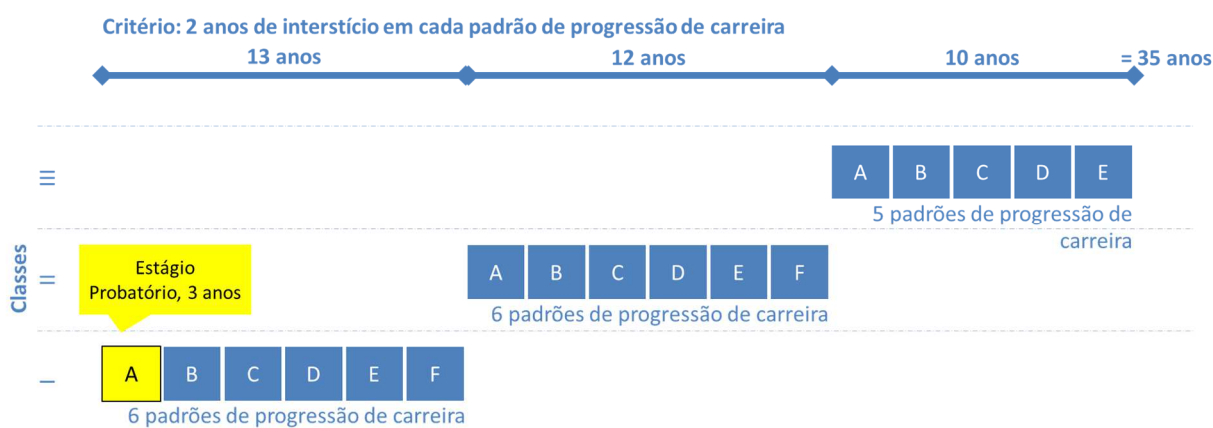 Critério: 2 anos de interstício em cada padrão de progressão de carreira
13 anos 12 anos 10 anos = 35 anos
III
A B C D E
5 padrões de progressão de
carreira
Classes
II
Estágio
Probatório, 3 anos
A B C D E F
6 padrões de progressão de carreira
I
A B C D E F
6 padrões de progressão de carreira